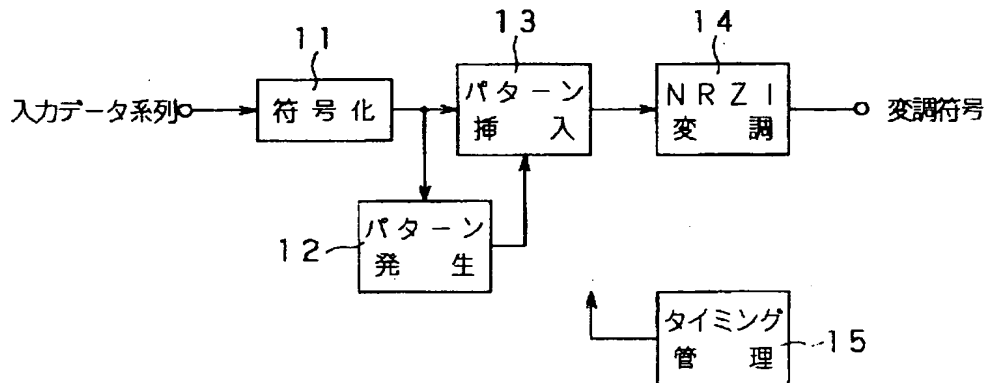 11
13
14
入力データ系列
符号化
パターン
挿入
NRZI
変調
変調符号
12
パターン
発生
タイミング
管理
15